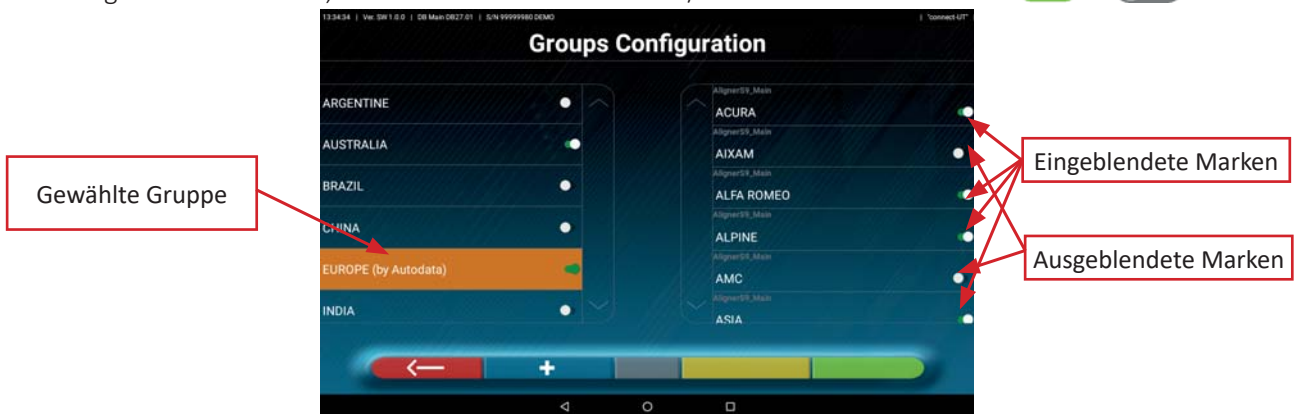 13:34:34 | Ver. SW 1.0.0 | DB Main DB27.01 | S/N 99999980 DEMO | "connect-UT"
Groups Configuration
ARGENTINE
AUSTRALIA
BRAZIL
CHINA
EUROPE (by Autodata)
INDIA
AlignerS9_Main
ACURA
AlignerS9_Main
AIXAM
AlignerS9_Main
ALFA ROMEO
AlignerS9_Main
ALPINE
AlignerS9_Main
AMC
AlignerS9_Main
ASIA
Gewählte Gruppe
Eingeblendete Marken
Ausgeblendete Marken